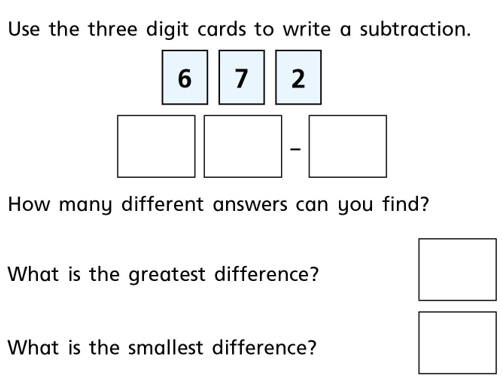 Use the three digit cards to write a subtraction.
6 7 2
–
How many different answers can you find?
What is the greatest difference?
What is the smallest difference?